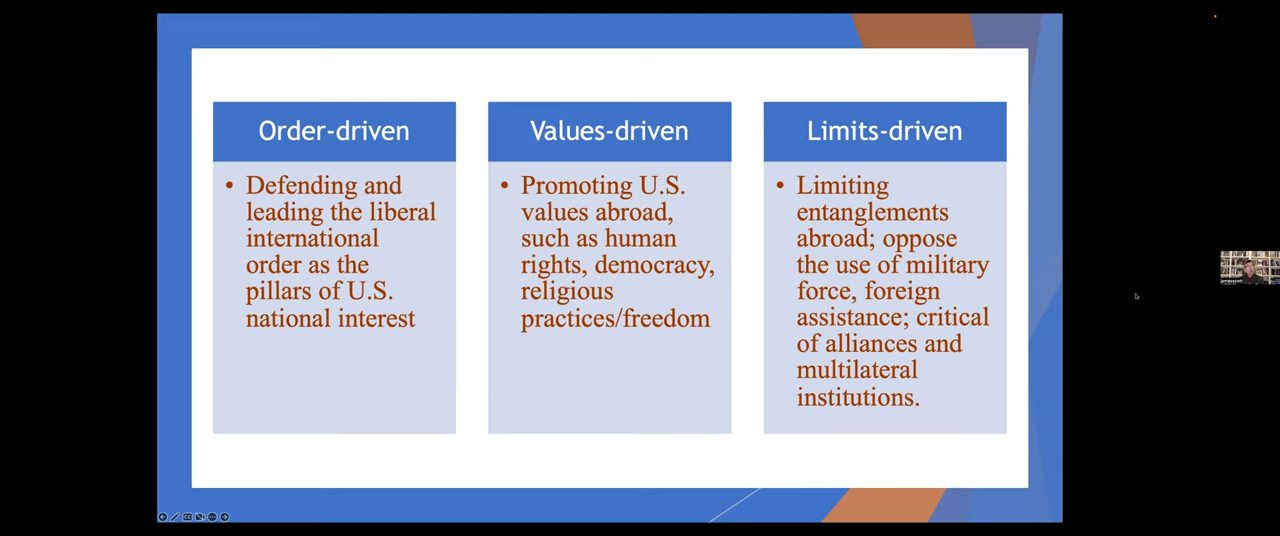 Order-driven
• Defending and
leading the liberal
international
order as the
pillars of U.S.
national interest
Values-driven
• Promoting U.S.
values abroad,
such as human
rights, democracy,
religious
practices/freedom
Limits-driven
• Limiting
entanglements
abroad; oppose
the use of military
force, foreign
assistance; critical
of alliances and
multilateral
institutions.